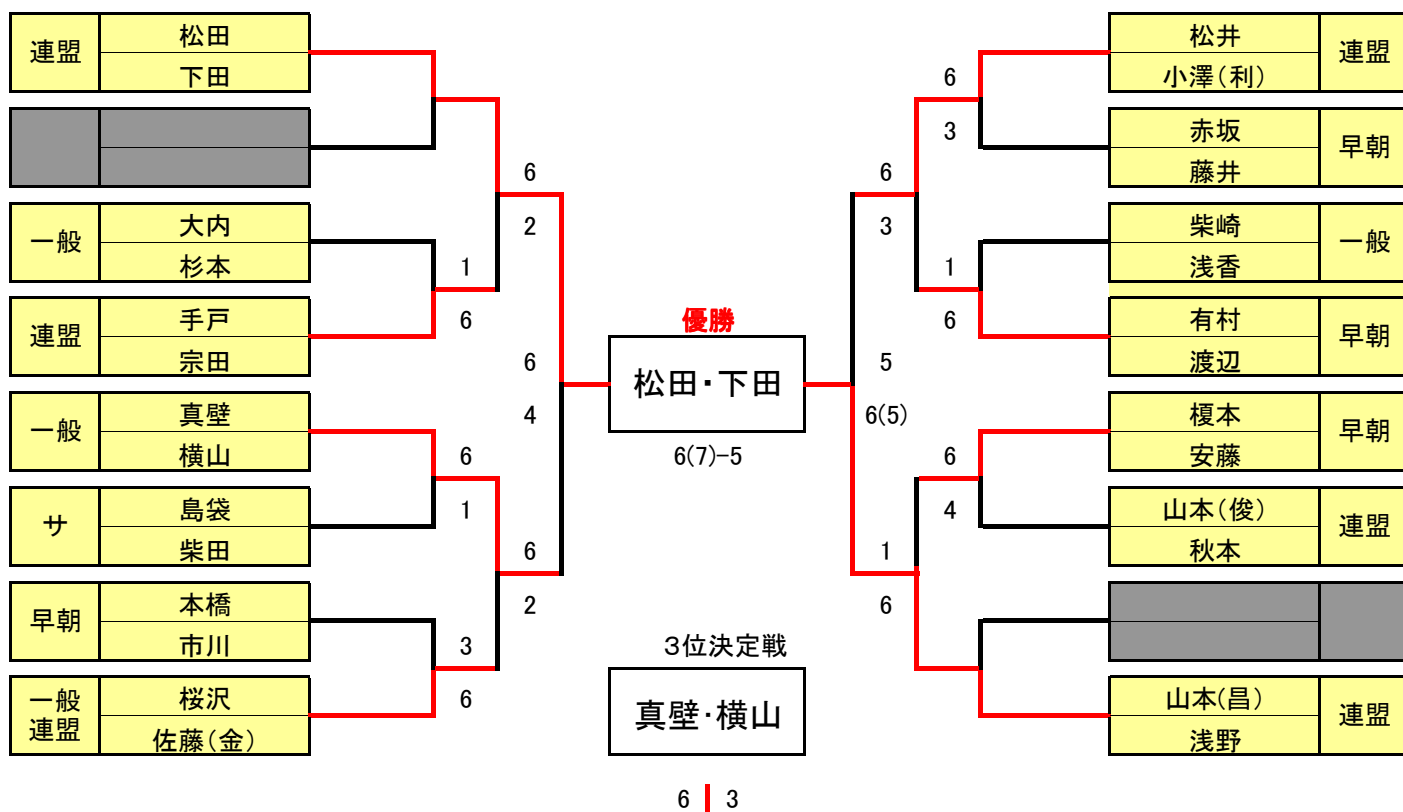 連盟
松田
下田
一般
大内
杉本
連盟
手戸
宗田
一般
真壁
横山
サ
島袋
柴田
早朝
本橋
市川
一般
連盟
桜沢
佐藤(金)
6
2
1
6
6
4
6
1
6
2
3
6
優勝
松田・下田
6(7)-5
3位決定戦
真壁・横山
6 3
6
3
6
3
1
6
5
6(5)
6
4
1
6
松井
小澤(利)
連盟
赤坂
藤井
早朝
柴崎
浅香
一般
有村
渡辺
早朝
榎本
安藤
早朝
山本(俊)
秋本
連盟
山本(昌)
浅野
連盟